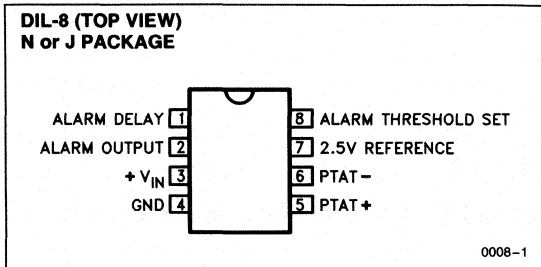 DIL-8 (TOP VIEW)
N or J PACKAGE
ALARM DELAY 1
8 ALARM THRESHOLD SET
ALARM OUTPUT 2
7 2.5V REFERENCE
+ VIN 3
6 PTAT−
GND 4
5 PTAT+
0008–1